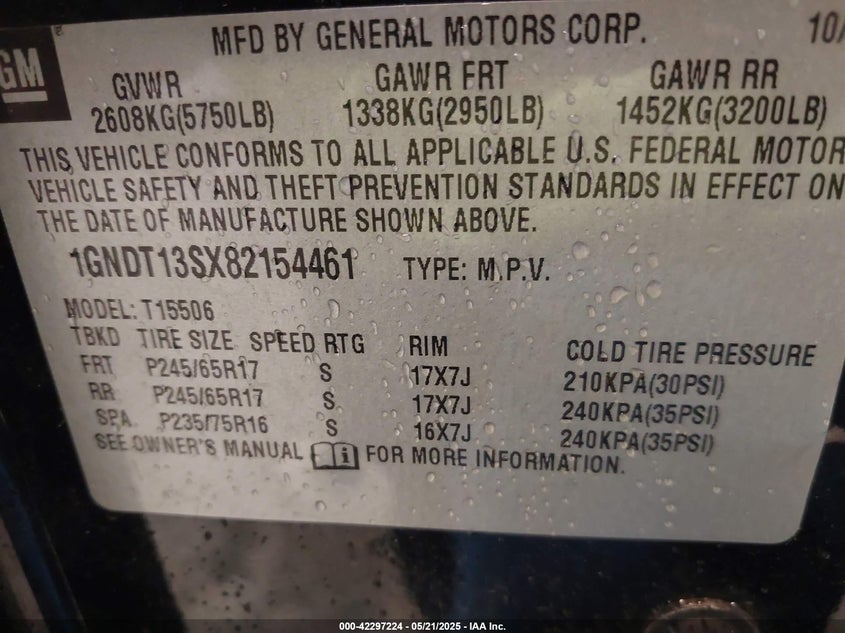 GM
MFD BY GENERAL MOTORS CORP. 10/
GVWR GAWR FRT GAWR RR
2608KG(5750LB) 1338KG(2950LB) 1452KG(3200LB)
THIS VEHICLE CONFORMS TO ALL APPLICABLE U.S. FEDERAL MOTOR
VEHICLE SAFETY AND THEFT PREVENTION STANDARDS IN EFFECT ON
THE DATE OF MANUFACTURE SHOWN ABOVE.
1GNDT13SX82154461 TYPE: M.P.V.
MODEL: T15506
TBKD TIRE SIZE SPEED RTG RIM COLD TIRE PRESSURE
FRT P245/65R17 S 17X7J 210KPA(30PSI)
RR P245/65R17 S 17X7J 240KPA(35PSI)
SPA P235/75R16 S 16X7J 240KPA(35PSI)
SEE OWNER'S MANUAL i FOR MORE INFORMATION.
000-42297224 - 05/21/2025 - IAA Inc.